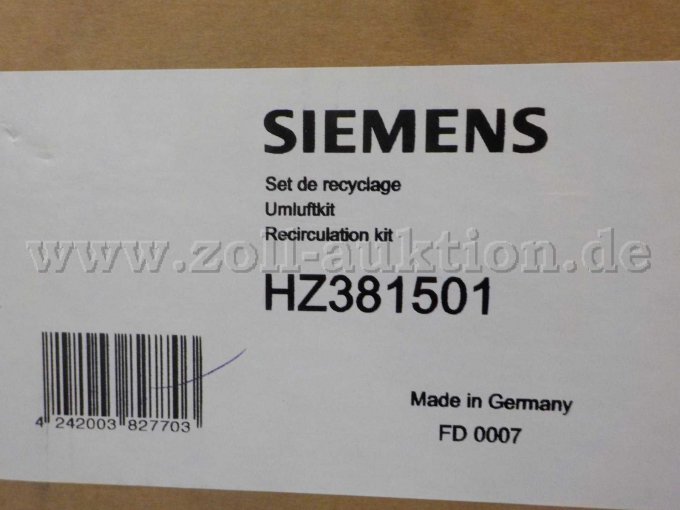 SIEMENS
Set de recyclage
Umluftkit
Recirculation kit
www.zoll-auktion.de
HZ381501
4 242003 827703
Made in Germany
FD 0007